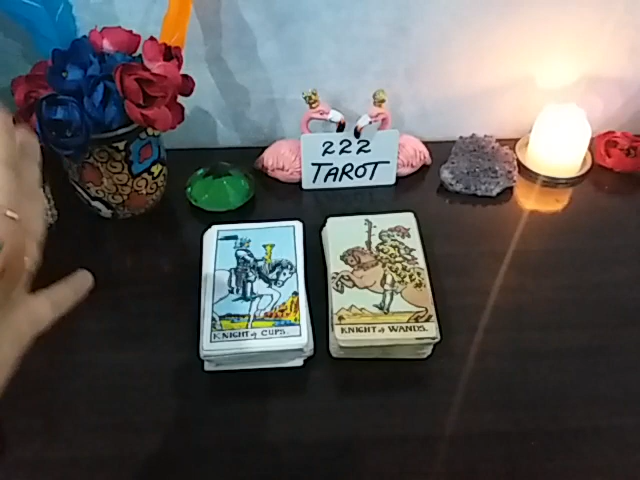 222
TAROT
KNIGHT of CUPS.
KNIGHT of WANDS.